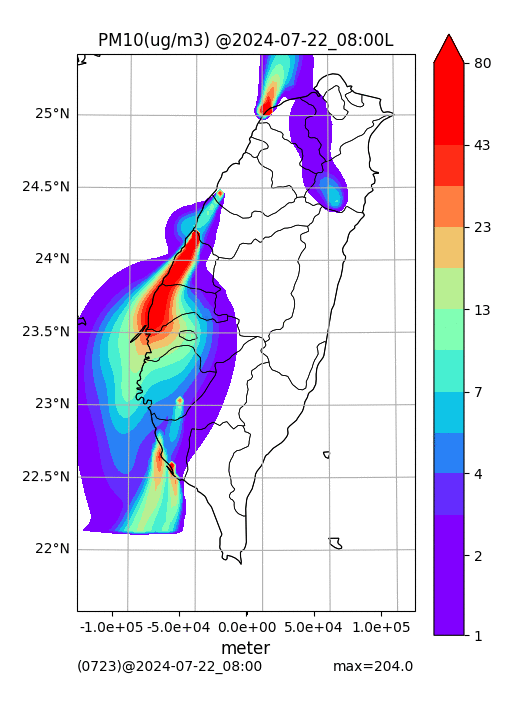 PM10(ug/m3) @2024-07-22_08:00L
80
43
23
13
7
4
2
1
25°N
24.5°N
24°N
23.5°N
23°N
22.5°N
22°N
-1.0e+05 -5.0e+04 0.0e+00 5.0e+04 1.0e+05
meter
(0723)@2024-07-22_08:00 max=204.0